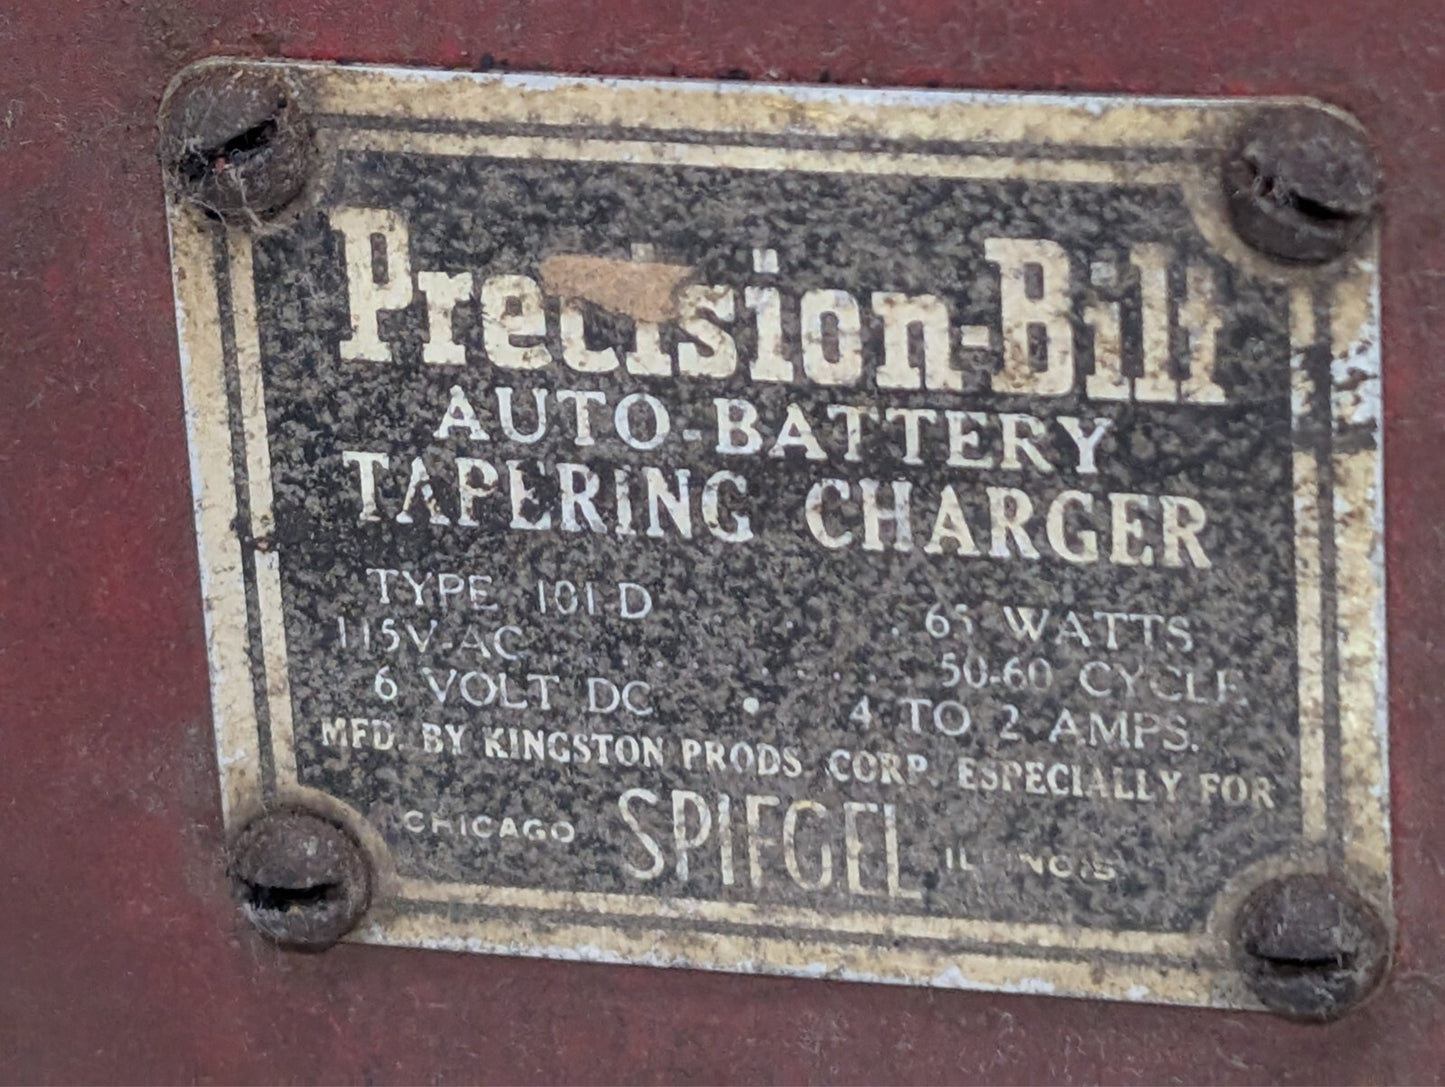 Precision-Bilt
AUTO-BATTERY
TAPERING CHARGER
TYPE 101 D . . 65 WATTS
115V-AC . . . . 50-60 CYCLE
6 VOLT DC • 4 TO 2 AMPS.
MFD. BY KINGSTON PRODS. CORP. ESPECIALLY FOR
CHICAGO SPIEGEL ILLINOIS